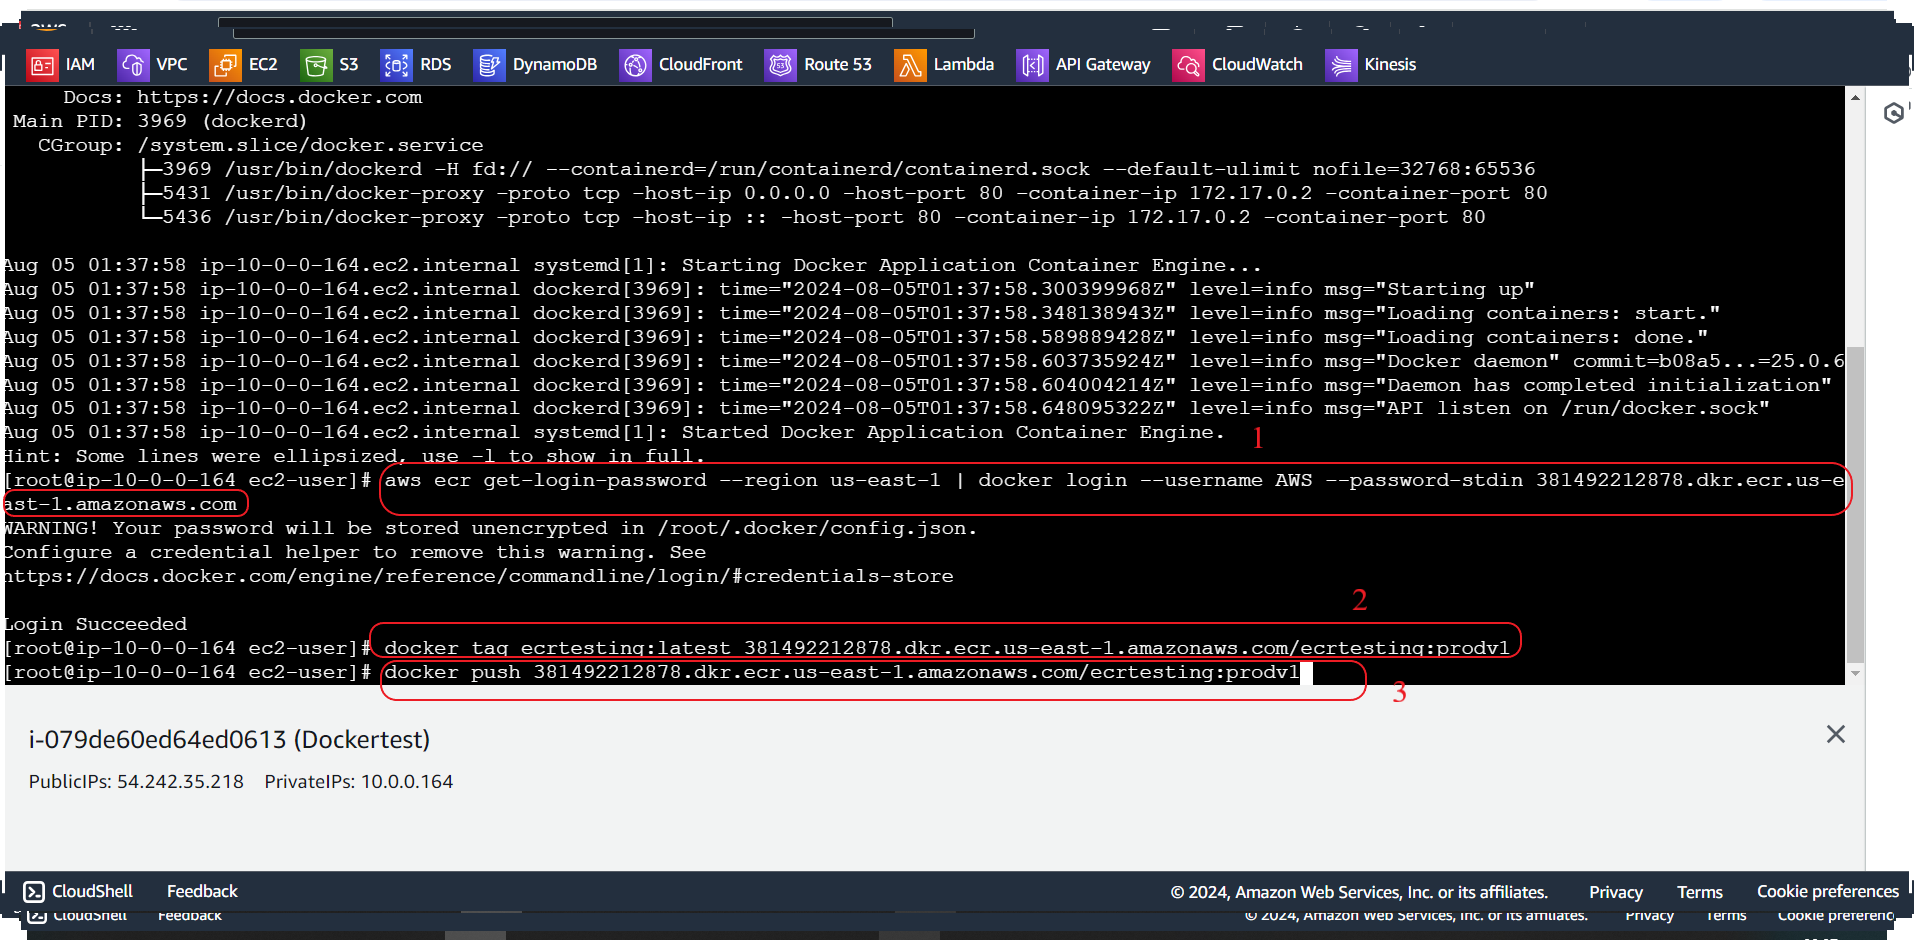 IAM VPC EC2 S3 RDS DynamoDB CloudFront Route 53 Lambda API Gateway CloudWatch Kinesis
Docs: https://docs.docker.com
Main PID: 3969 (dockerd)
CGroup: /system.slice/docker.service
├─3969 /usr/bin/dockerd -H fd:// --containerd=/run/containerd/containerd.sock --default-ulimit nofile=32768:65536
├─5431 /usr/bin/docker-proxy -proto tcp -host-ip 0.0.0.0 -host-port 80 -container-ip 172.17.0.2 -container-port 80
└─5436 /usr/bin/docker-proxy -proto tcp -host-ip :: -host-port 80 -container-ip 172.17.0.2 -container-port 80
Aug 05 01:37:58 ip-10-0-0-164.ec2.internal systemd[1]: Starting Docker Application Container Engine...
Aug 05 01:37:58 ip-10-0-0-164.ec2.internal dockerd[3969]: time="2024-08-05T01:37:58.300399968Z" level=info msg="Starting up"
Aug 05 01:37:58 ip-10-0-0-164.ec2.internal dockerd[3969]: time="2024-08-05T01:37:58.348138943Z" level=info msg="Loading containers: start."
Aug 05 01:37:58 ip-10-0-0-164.ec2.internal dockerd[3969]: time="2024-08-05T01:37:58.589889428Z" level=info msg="Loading containers: done."
Aug 05 01:37:58 ip-10-0-0-164.ec2.internal dockerd[3969]: time="2024-08-05T01:37:58.603735924Z" level=info msg="Docker daemon" commit=b08a5...=25.0.6
Aug 05 01:37:58 ip-10-0-0-164.ec2.internal dockerd[3969]: time="2024-08-05T01:37:58.604004214Z" level=info msg="Daemon has completed initialization"
Aug 05 01:37:58 ip-10-0-0-164.ec2.internal dockerd[3969]: time="2024-08-05T01:37:58.648095322Z" level=info msg="API listen on /run/docker.sock"
Aug 05 01:37:58 ip-10-0-0-164.ec2.internal systemd[1]: Started Docker Application Container Engine.
1
Hint: Some lines were ellipsized, use -l to show in full.
[root@ip-10-0-0-164 ec2-user]# aws ecr get-login-password --region us-east-1 | docker login --username AWS --password-stdin 381492212878.dkr.ecr.us-e
ast-1.amazonaws.com
WARNING! Your password will be stored unencrypted in /root/.docker/config.json.
Configure a credential helper to remove this warning. See
https://docs.docker.com/engine/reference/commandline/login/#credentials-store
2
Login Succeeded
[root@ip-10-0-0-164 ec2-user]# docker tag ecrtesting:latest 381492212878.dkr.ecr.us-east-1.amazonaws.com/ecrtesting:prodv1
[root@ip-10-0-0-164 ec2-user]# docker push 381492212878.dkr.ecr.us-east-1.amazonaws.com/ecrtesting:prodv1
3
i-079de60ed64ed0613 (Dockertest)
PublicIPs: 54.242.35.218 PrivateIPs: 10.0.0.164
CloudShell Feedback © 2024, Amazon Web Services, Inc. or its affiliates. Privacy Terms Cookie preferences
CloudShell Feedback © 2024, Amazon Web Services, Inc. or its affiliates. Privacy Terms Cookie